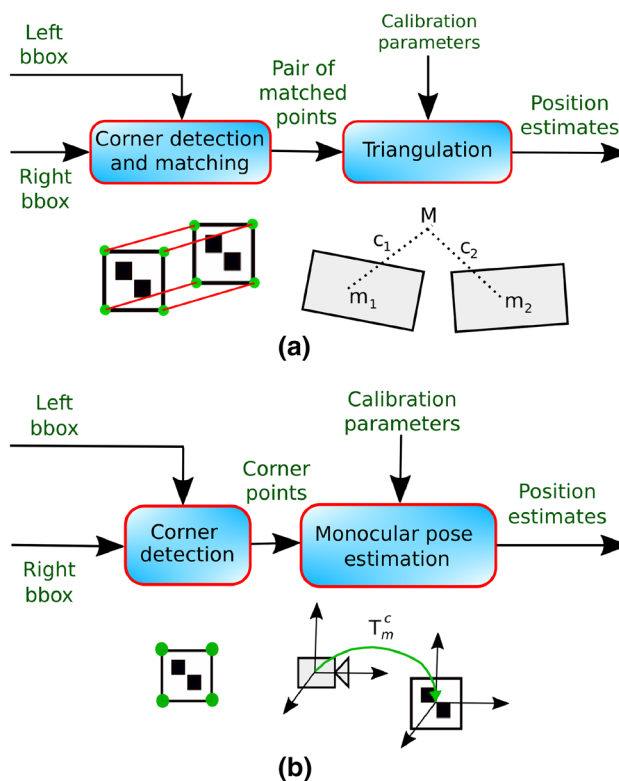 Left
bbox
Calibration
parameters
Pair of
matched
points
Position
estimates
Corner detection
and matching
Triangulation
Right
bbox
M
c1
c2
m1
m2
(a)
Left
bbox
Calibration
parameters
Corner
points
Position
estimates
Corner
detection
Monocular pose
estimation
Right
bbox
T_m^c
(b)